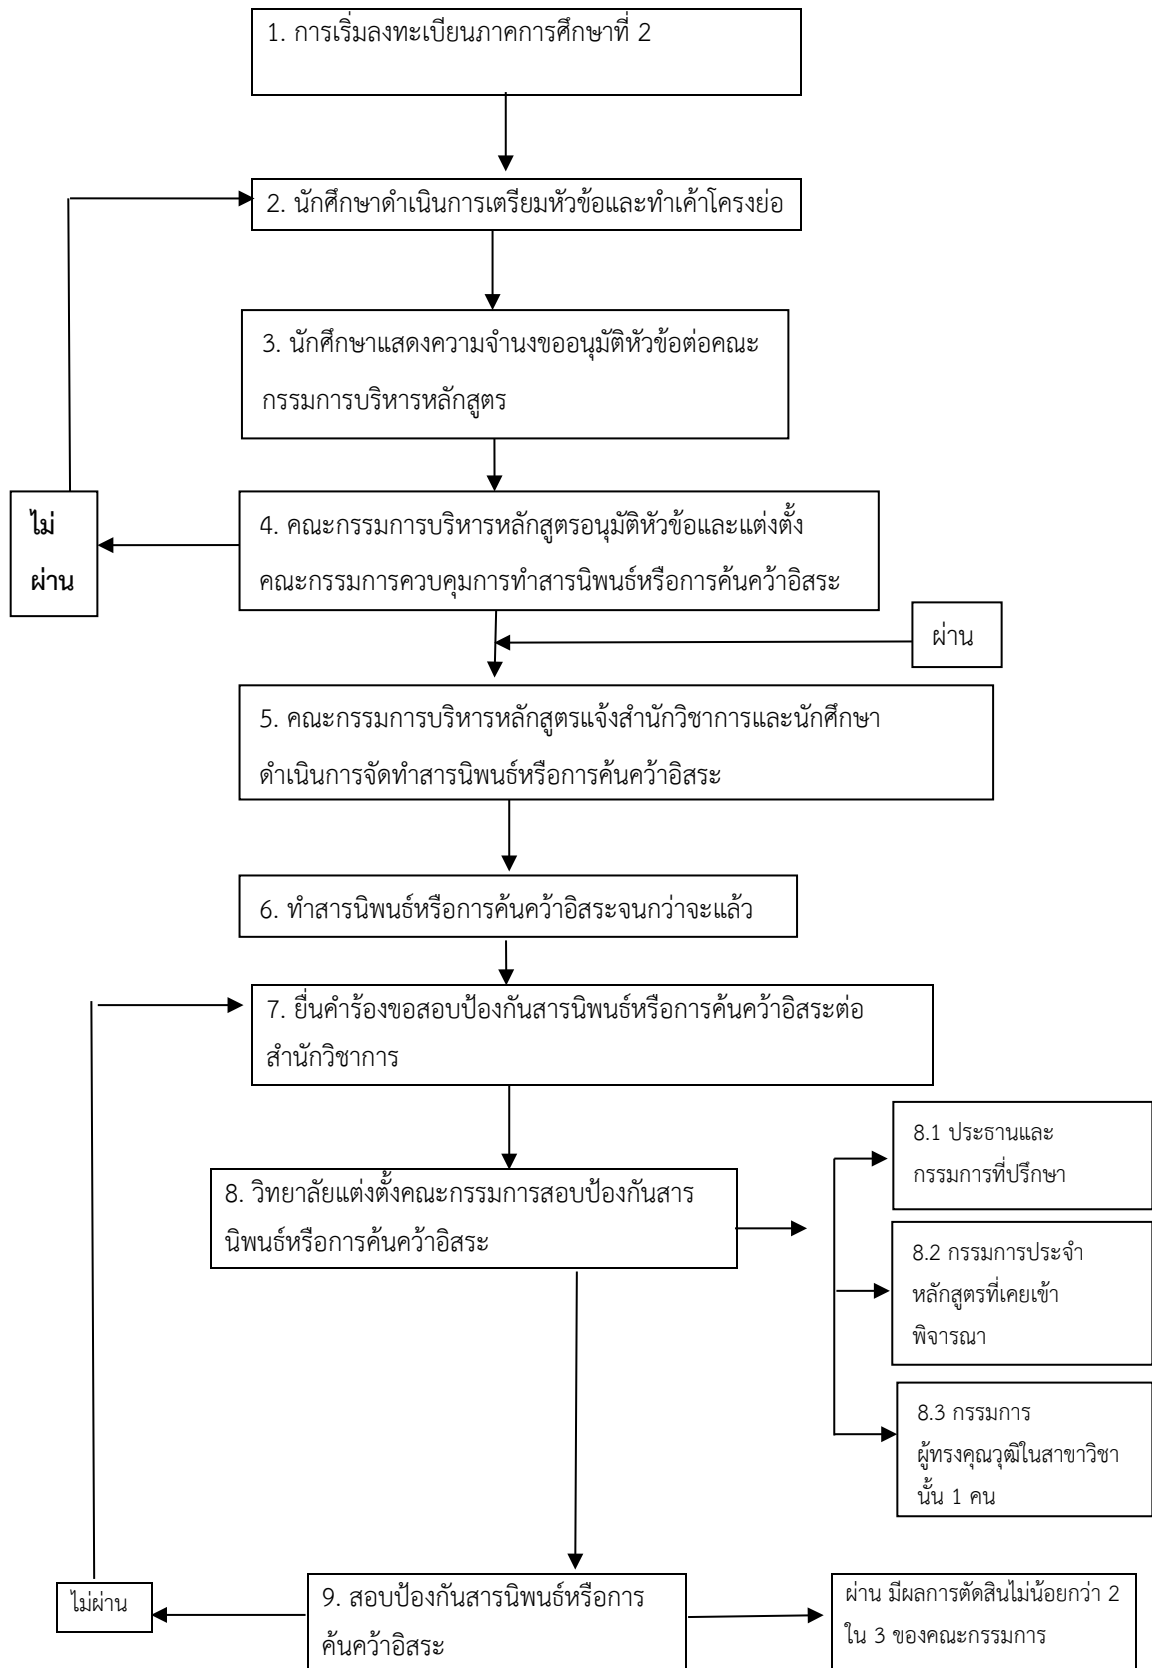 1. การเริ่มลงทะเบียนภาคการศึกษาที่ 2
2. นักศึกษาดำเนินการเตรียมหัวข้อและทำเค้าโครงย่อ
3. นักศึกษาแสดงความจำนงขออนุมัติหัวข้อต่อคณะ
กรรมการบริหารหลักสูตร
ไม่
ผ่าน
4. คณะกรรมการบริหารหลักสูตรอนุมัติหัวข้อและแต่งตั้ง
คณะกรรมการควบคุมการทำสารนิพนธ์หรือการค้นคว้าอิสระ
ผ่าน
5. คณะกรรมการบริหารหลักสูตรแจ้งสำนักวิชาการและนักศึกษา
ดำเนินการจัดทำสารนิพนธ์หรือการค้นคว้าอิสระ
6. ทำสารนิพนธ์หรือการค้นคว้าอิสระจนกว่าจะแล้ว
7. ยื่นคำร้องขอสอบป้องกันสารนิพนธ์หรือการค้นคว้าอิสระต่อ
สำนักวิชาการ
8. วิทยาลัยแต่งตั้งคณะกรรมการสอบป้องกันสาร
นิพนธ์หรือการค้นคว้าอิสระ
8.1 ประธานและ
กรรมการที่ปรึกษา
8.2 กรรมการประจำ
หลักสูตรที่เคยเข้า
พิจารณา
8.3 กรรมการ
ผู้ทรงคุณวุฒิในสาขาวิชา
นั้น 1 คน
ไม่ผ่าน
9. สอบป้องกันสารนิพนธ์หรือการ
ค้นคว้าอิสระ
ผ่าน มีผลการตัดสินไม่น้อยกว่า 2
ใน 3 ของคณะกรรมการ